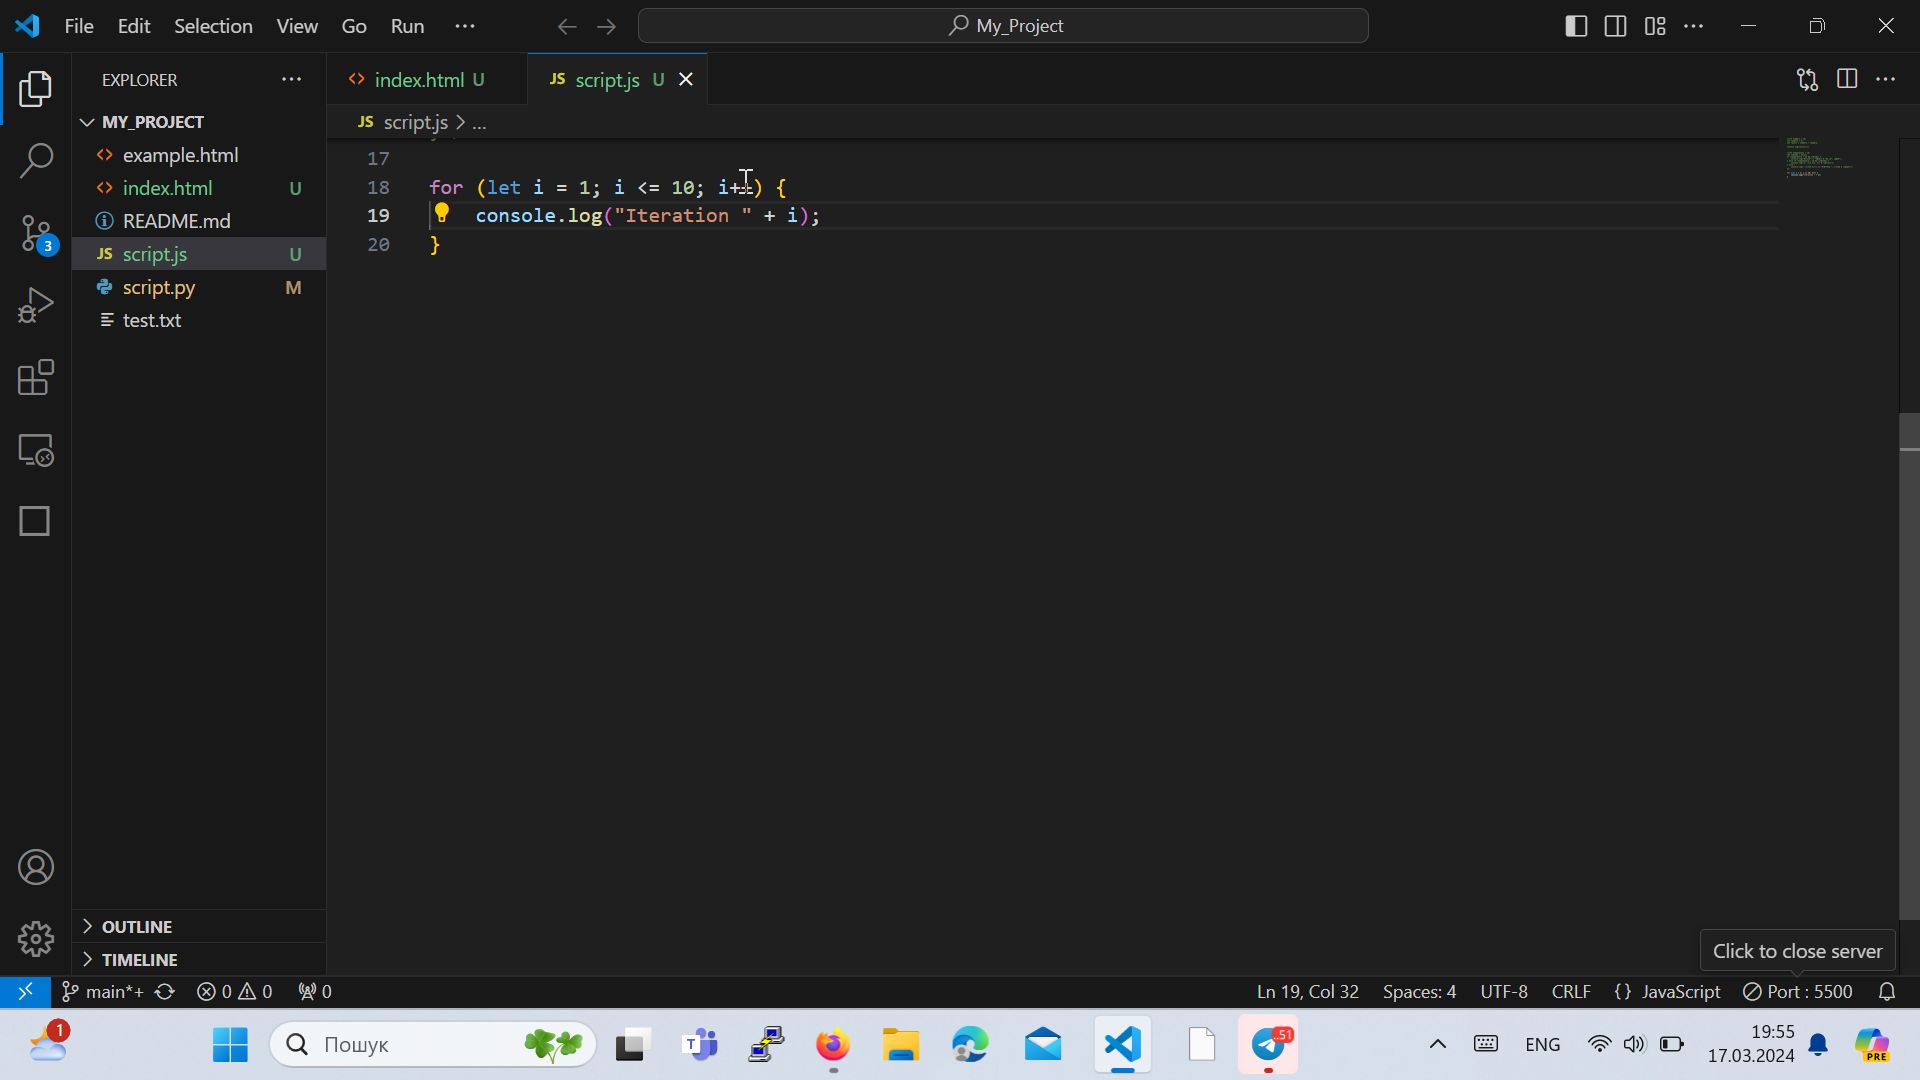 File Edit Selection View Go Run ··· My_Project
EXPLORER ···
MY_PROJECT
example.html
index.html U
README.md
JS script.js U
script.py M
test.txt
OUTLINE
TIMELINE
index.html U JS script.js U
JS script.js > ...
17
18 for (let i = 1; i <= 10; i++) {
19 console.log("Iteration " + i);
20 }
Click to close server
3
main*+ 0 0 0 Ln 19, Col 32 Spaces: 4 UTF-8 CRLF {} JavaScript Port : 5500
1 Пошук T 51 ENG 19:55 PRE
17.03.2024